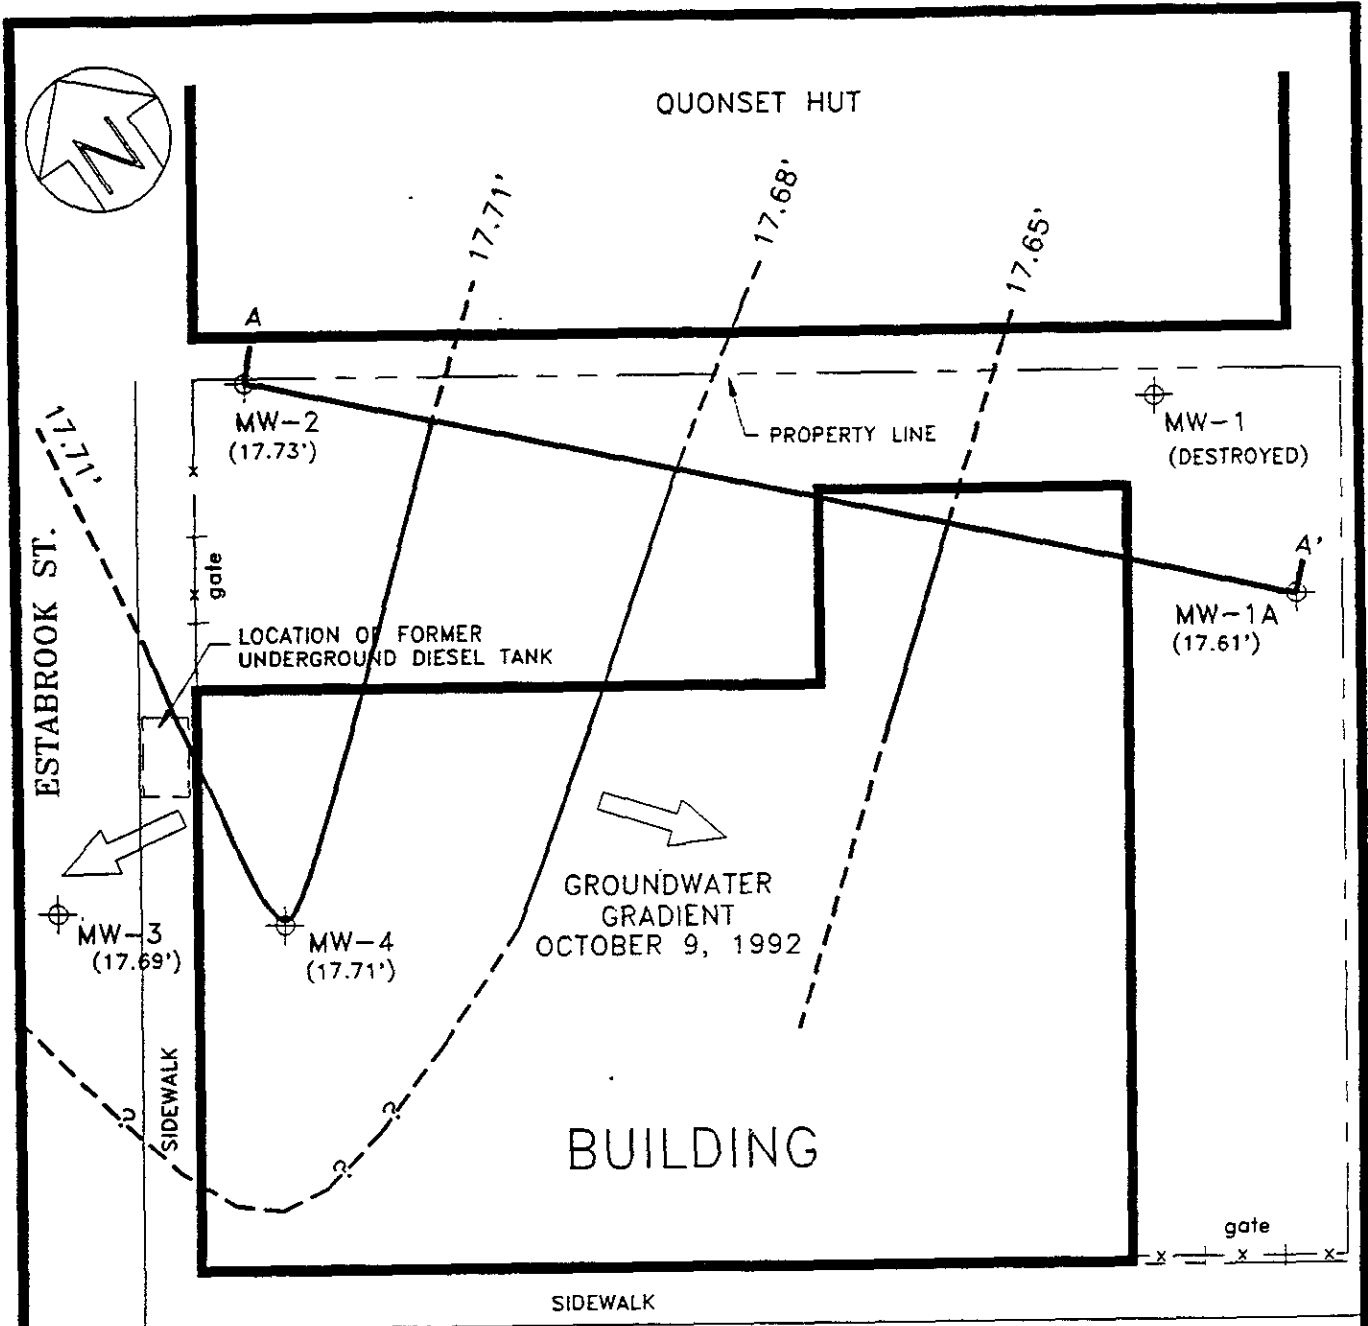 N
QUONSET HUT
17.71'
17.68'
17.65'
A
MW-2
(17.73')
PROPERTY LINE
MW-1
(DESTROYED)
17.71'
ESTABROOK ST.
gate
A'
MW-1A
(17.61')
LOCATION OF FORMER
UNDERGROUND DIESEL TANK
GROUNDWATER
GRADIENT
OCTOBER 9, 1992
MW-3
(17.69')
MW-4
(17.71')
SIDEWALK
?
?
?
BUILDING
gate
SIDEWALK